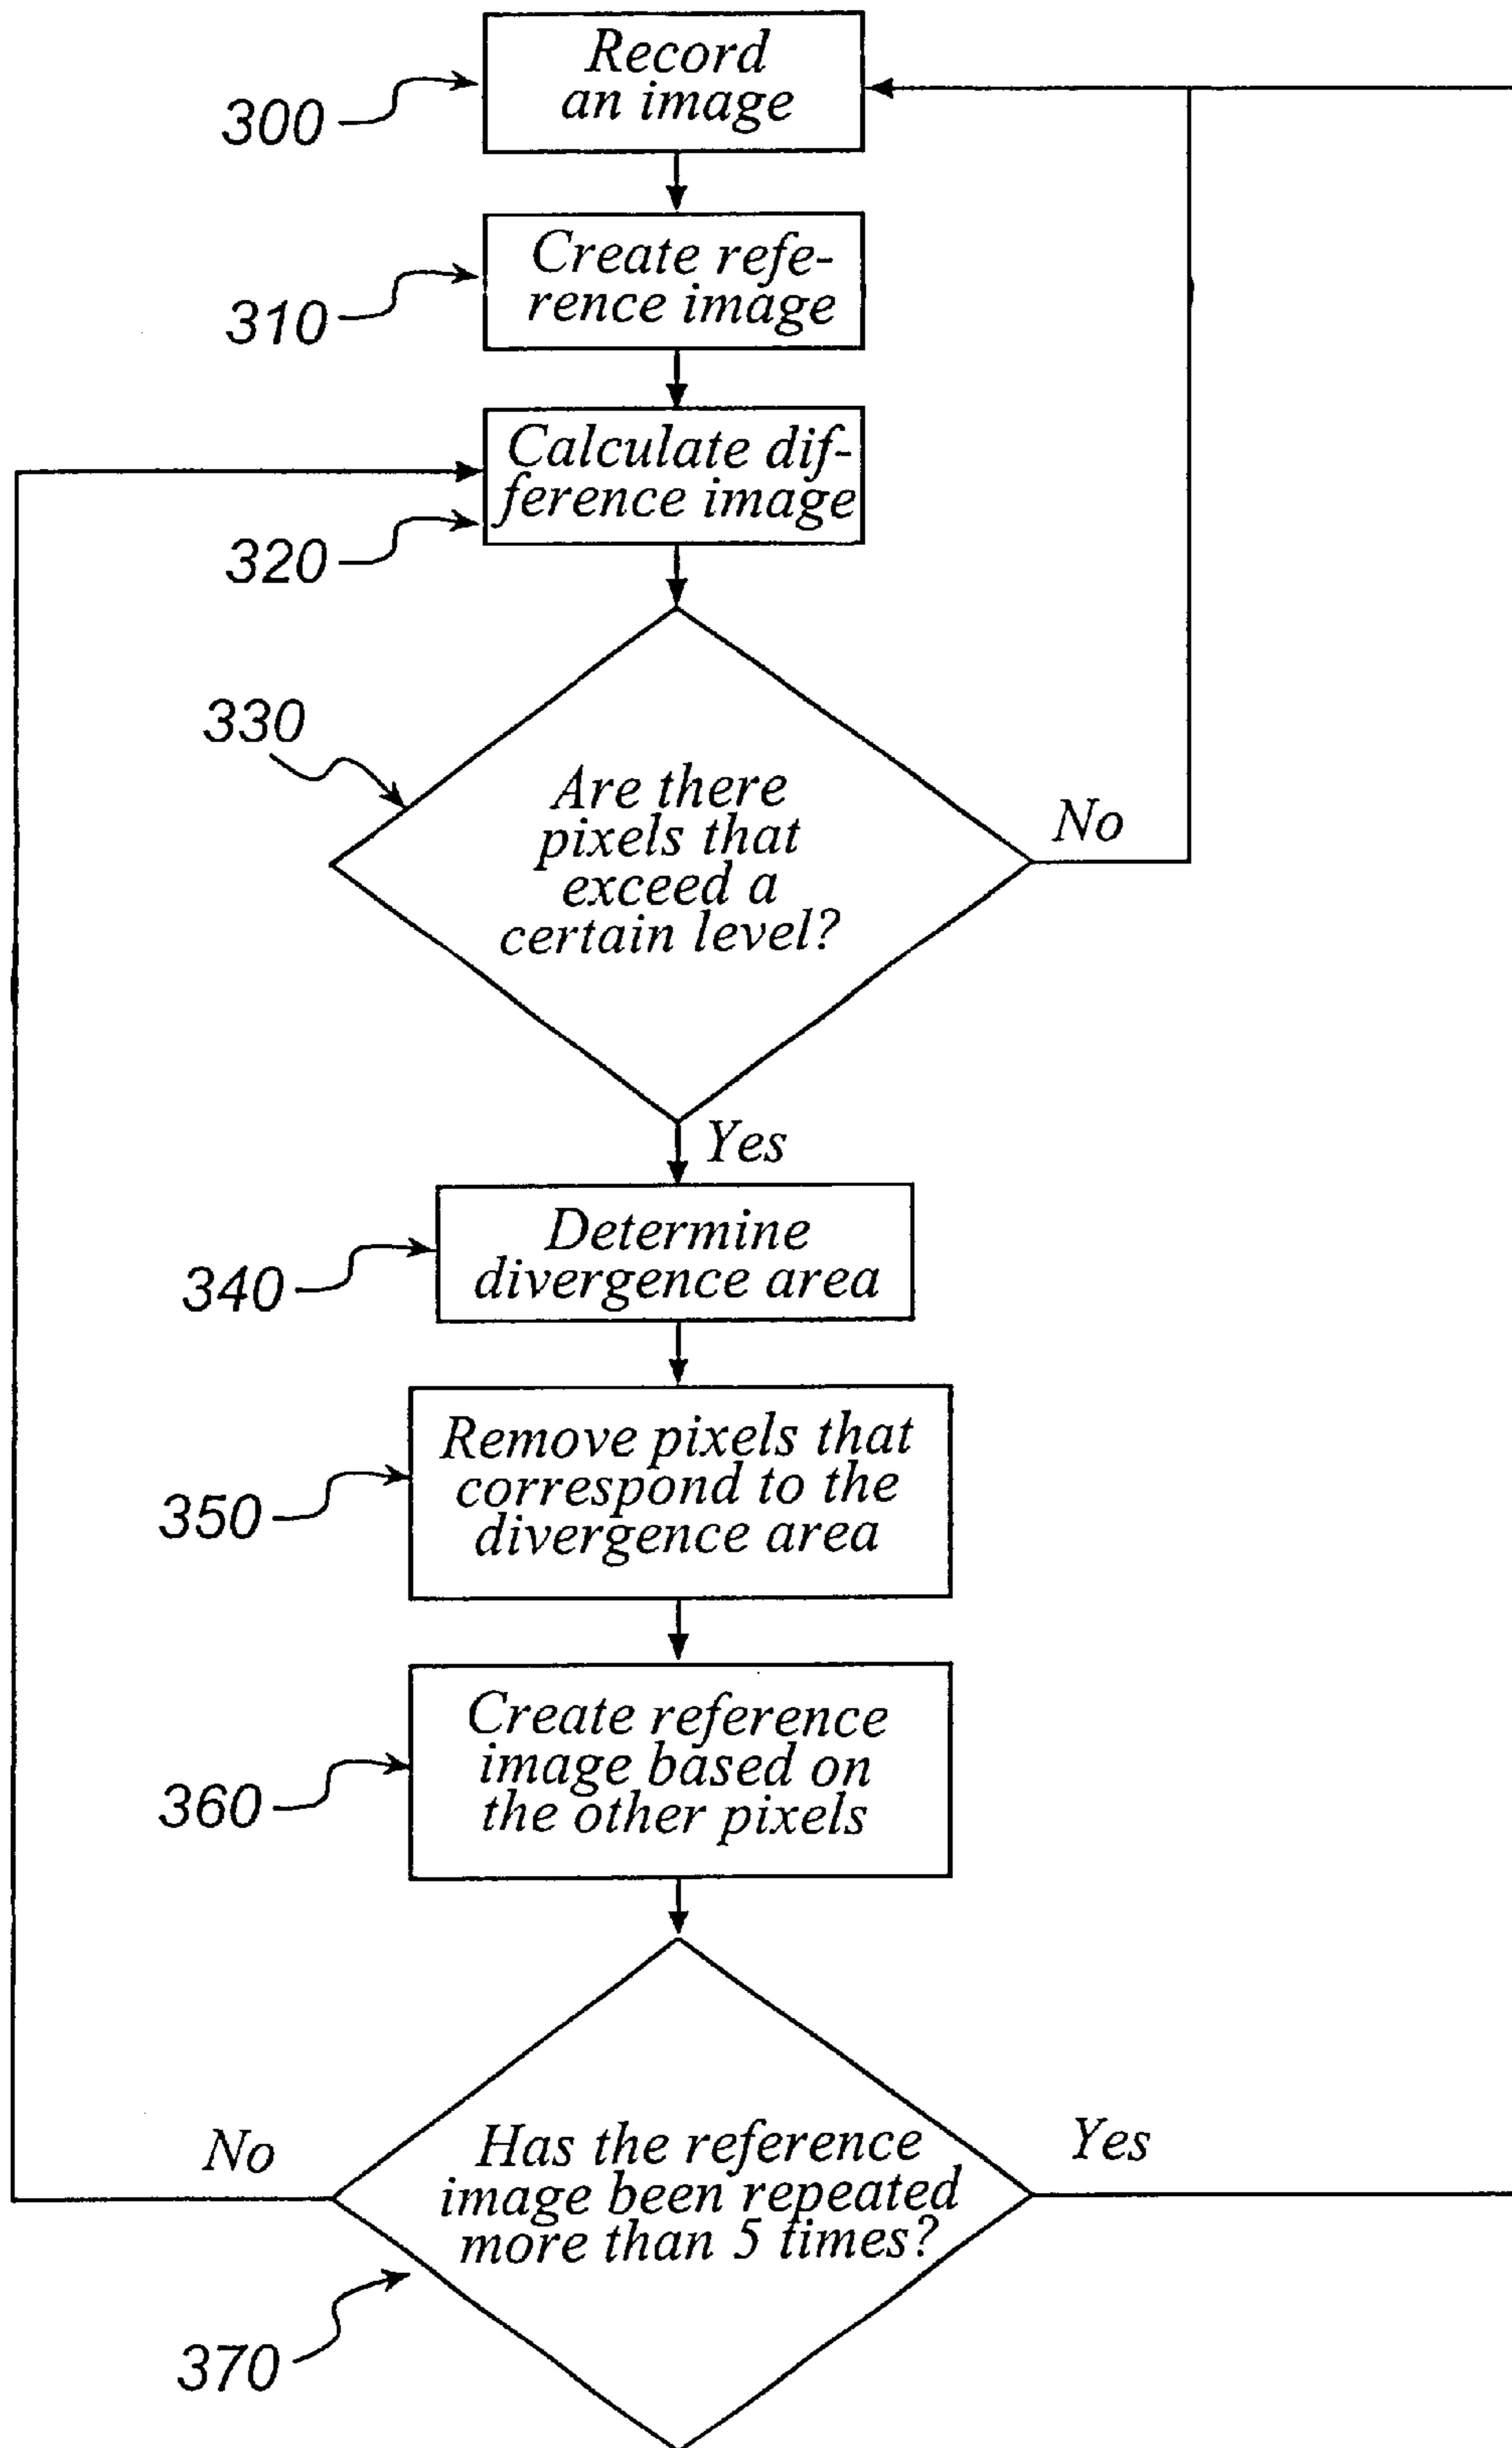 Record
an image
300
Create refe-
rence image
310
Calculate dif-
ference image
320
330
Are there
pixels that
exceed a
certain level?
No
Yes
Determine
divergence area
340
Remove pixels that
correspond to the
divergence area
350
Create reference
image based on
the other pixels
360
No
Has the reference
image been repeated
more than 5 times?
Yes
370